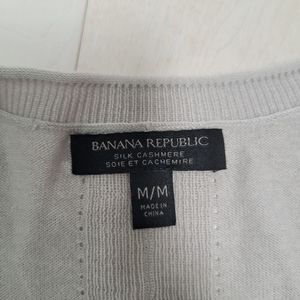 BANANA REPUBLIC
SILK CASHMERE
SOIE ET CACHEMIRE
M/M
MADE IN
CHINA